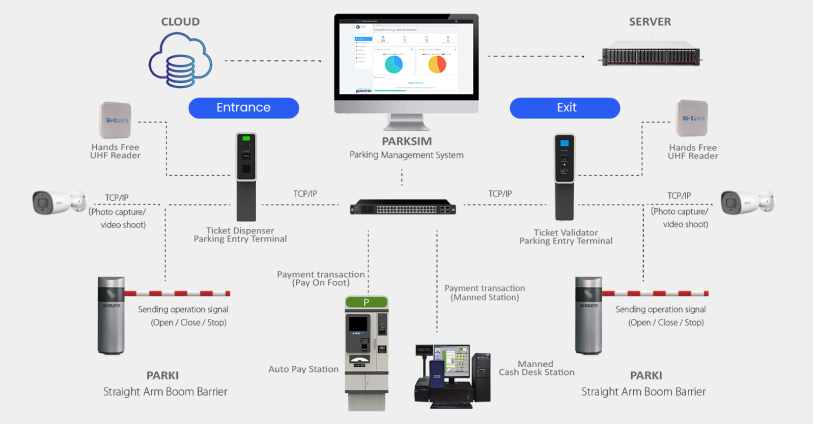 CLOUD
SERVER
Entrance
Exit
PARKSIM
Parking Management System
Hands Free
UHF Reader
Hands Free
UHF Reader
TCP/IP
(Photo capture/
video shoot)
TCP/IP
TCP/IP
TCP/IP
(Photo capture/
video shoot)
Ticket Dispenser
Parking Entry Terminal
Ticket Validator
Parking Entry Terminal
Payment transaction
(Pay On Foot)
Payment transaction
(Manned Station)
P
Sending operation signal
(Open / Close / Stop)
Sending operation signal
(Open / Close / Stop)
Auto Pay Station
Manned
Cash Desk Station
PARKI
Straight Arm Boom Barrier
PARKI
Straight Arm Boom Barrier